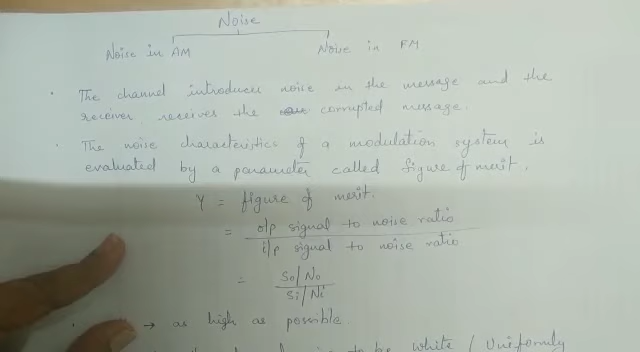 Noise
Noise in AM Noise in FM
· The channel introduces noise in the message and the
receiver receives the corrupted message.
· The noise characteristics of a modulation system is
evaluated by a parameter called figure of merit.
γ = figure of merit.
= o/p signal to noise ratio
i/p signal to noise ratio
= So/No
Si/Ni
→ as high as possible
to be white / Uniformly